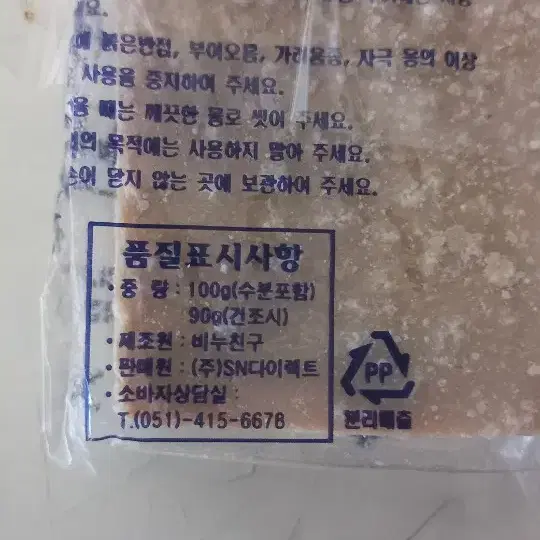 요.
에 붉은반점, 부어오름, 가려움증, 자극 등의 이상
사용을 중지하여 주세요.
을 때는 깨끗한 물로 씻어 주세요.
의 목적에는 사용하지 말아 주세요.
손이 닿지 않는 곳에 보관하여 주세요.
품질표시사항
· 중 량 : 100g(수분포함)
90g(건조시)
· 제조원 : 비누친구
· 판매원 : (주)SN다이렉트
· 소비자상담실 :
T.(051)-415-6678
PP
분리배출